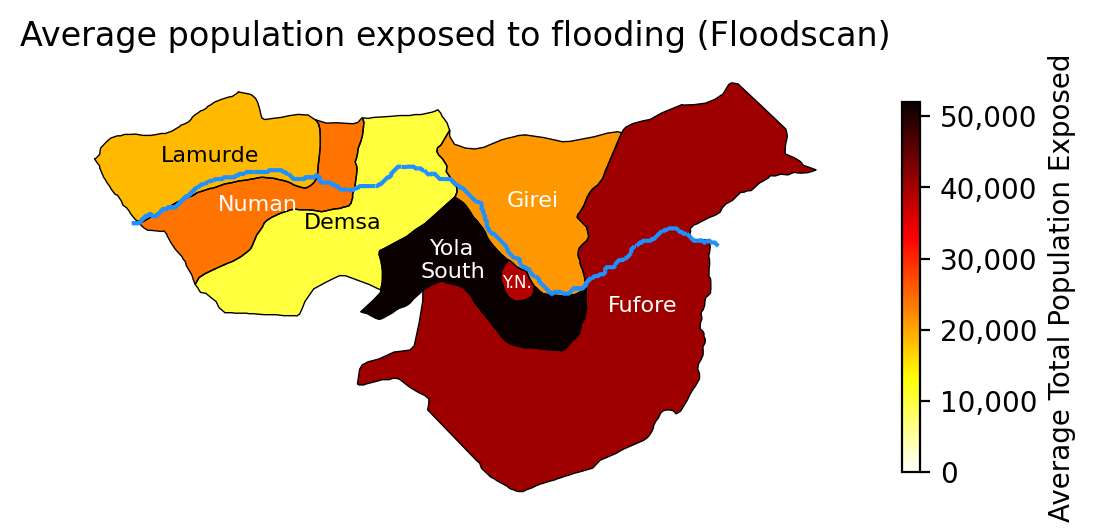 Average population exposed to flooding (Floodscan)
Lamurde
Numan
Demsa
Yola
South
Y.N.
Girei
Fufore
50,000
40,000
30,000
20,000
10,000
0
Average Total Population Exposed